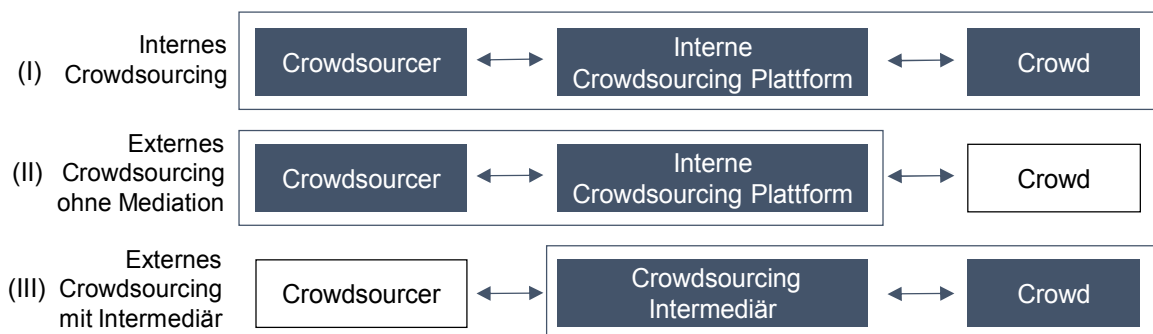 Internes
(I) Crowdsourcing
Crowdsourcer
Interne
Crowdsourcing Plattform
Crowd
Externes
(II) Crowdsourcing
ohne Mediation
Crowdsourcer
Interne
Crowdsourcing Plattform
Crowd
Externes
(III) Crowdsourcing
mit Intermediär
Crowdsourcer
Crowdsourcing
Intermediär
Crowd